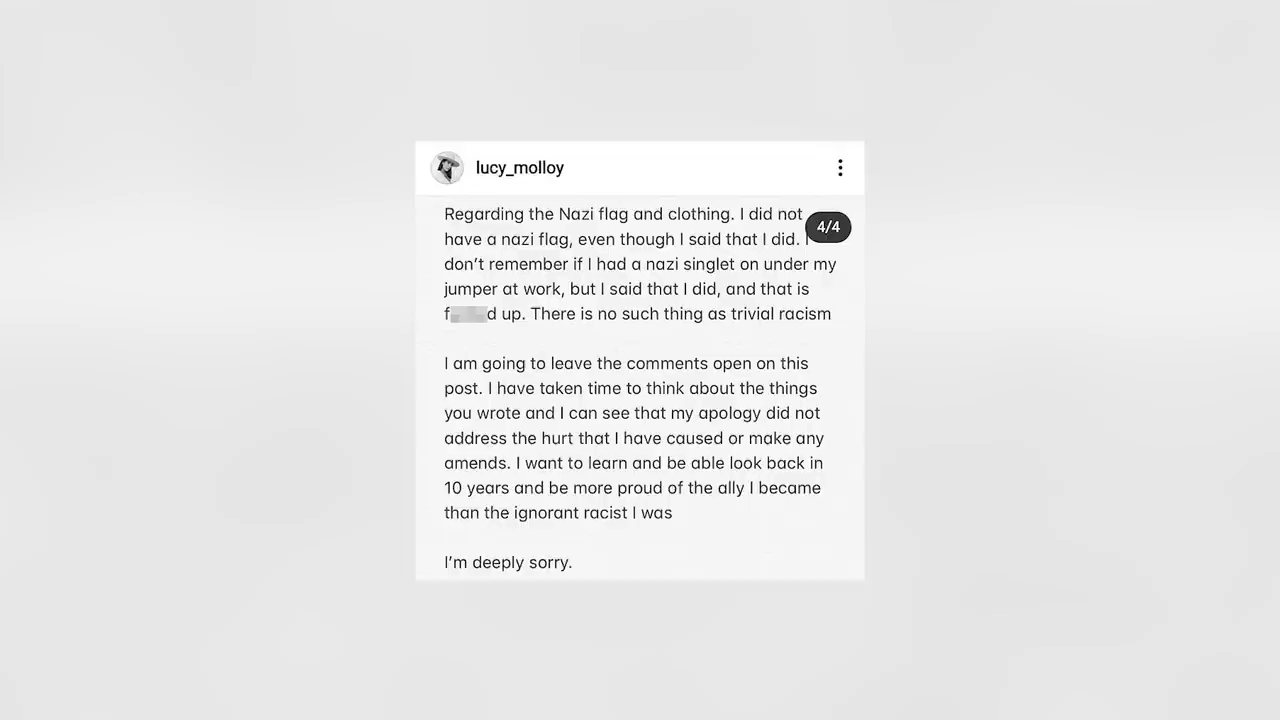 lucy_molloy
Regarding the Nazi flag and clothing. I did not
4/4
have a nazi flag, even though I said that I did. I
don't remember if I had a nazi singlet on under my
jumper at work, but I said that I did, and that is
f d up. There is no such thing as trivial racism
I am going to leave the comments open on this
post. I have taken time to think about the things
you wrote and I can see that my apology did not
address the hurt that I have caused or make any
amends. I want to learn and be able look back in
10 years and be more proud of the ally I became
than the ignorant racist I was
I'm deeply sorry.